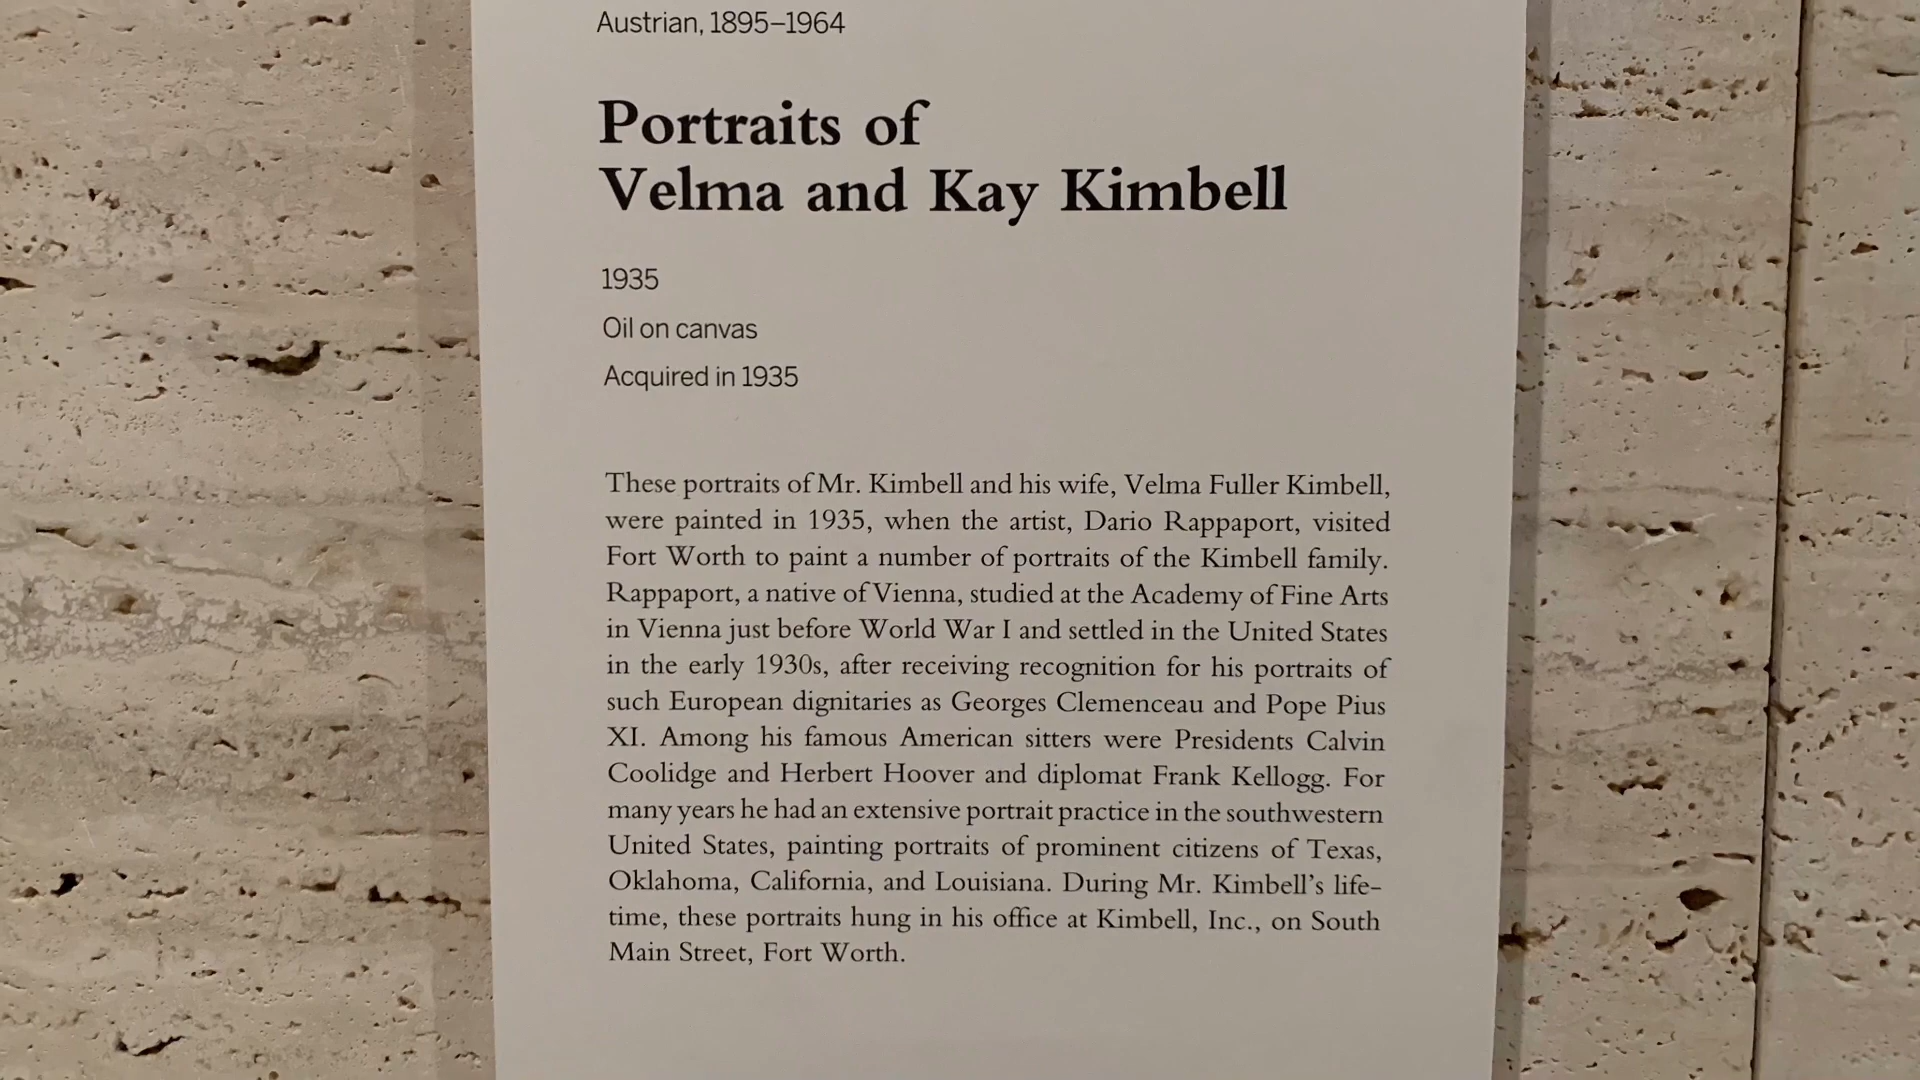 Austrian, 1895–1964
Portraits of
Velma and Kay Kimbell
1935
Oil on canvas
Acquired in 1935
These portraits of Mr. Kimbell and his wife, Velma Fuller Kimbell,
were painted in 1935, when the artist, Dario Rappaport, visited
Fort Worth to paint a number of portraits of the Kimbell family.
Rappaport, a native of Vienna, studied at the Academy of Fine Arts
in Vienna just before World War I and settled in the United States
in the early 1930s, after receiving recognition for his portraits of
such European dignitaries as Georges Clemenceau and Pope Pius
XI. Among his famous American sitters were Presidents Calvin
Coolidge and Herbert Hoover and diplomat Frank Kellogg. For
many years he had an extensive portrait practice in the southwestern
United States, painting portraits of prominent citizens of Texas,
Oklahoma, California, and Louisiana. During Mr. Kimbell’s life-
time, these portraits hung in his office at Kimbell, Inc., on South
Main Street, Fort Worth.